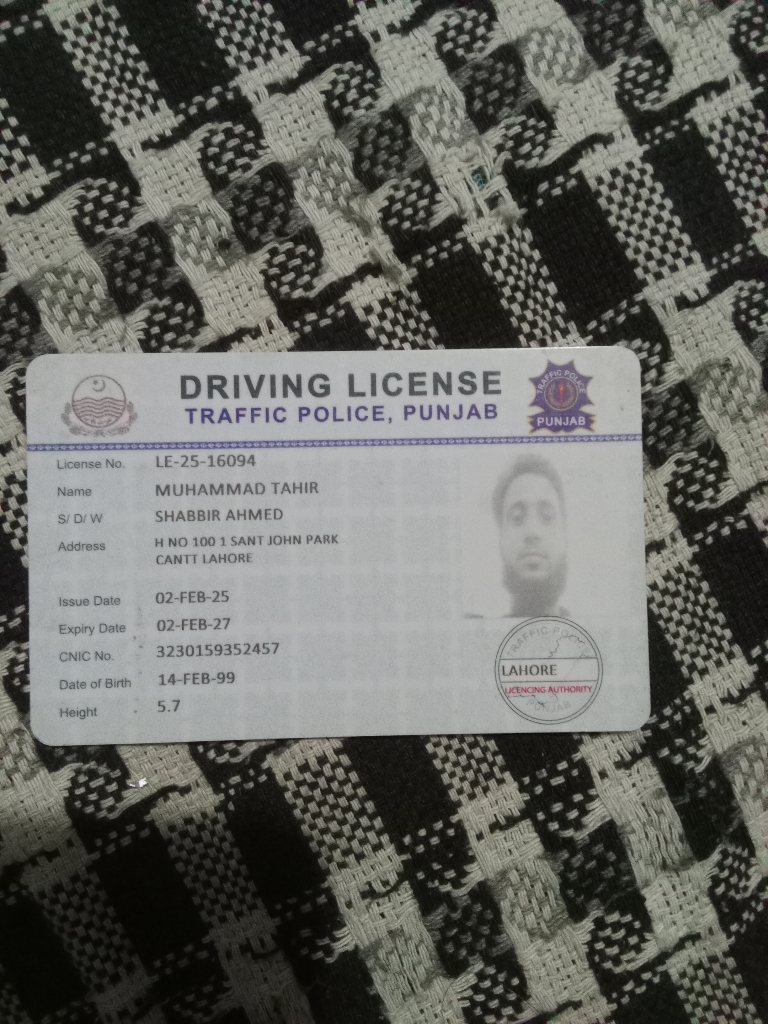 DRIVING LICENSE
TRAFFIC POLICE, PUNJAB
TRAFFIC POLICE
PUNJAB
License No. LE-25-16094
Name MUHAMMAD TAHIR
S/ D/ W SHABBIR AHMED
Address H NO 100 1 SANT JOHN PARK
CANTT LAHORE
Issue Date 02-FEB-25
Expiry Date 02-FEB-27
CNIC No. 3230159352457
Date of Birth 14-FEB-99
Height 5.7
TRAFFIC POLICE
LAHORE
LICENCING AUTHORITY
PUNJAB